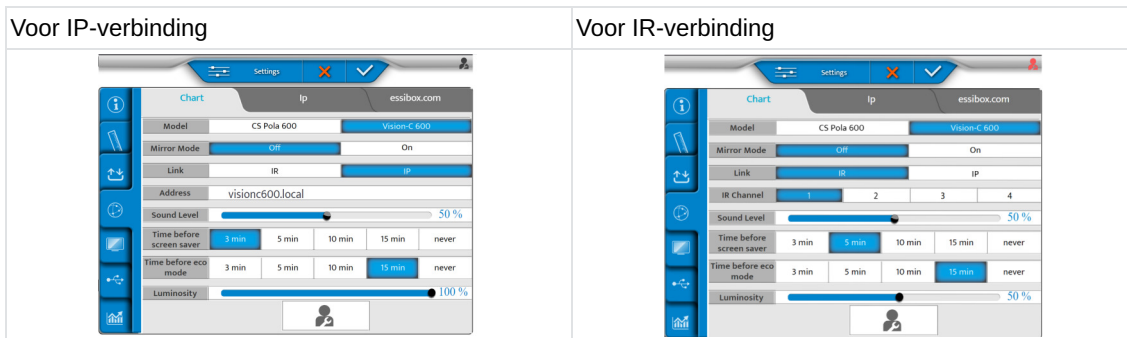 Voor IP-verbinding
Settings
Chart Ip essibox.com
Model CS Pola 600 Vision-C 600
Mirror Mode Off On
Link IR IP
Address visionc600.local
Sound Level 50 %
Time before
screen saver 3 min 5 min 10 min 15 min never
Time before eco
mode 3 min 5 min 10 min 15 min never
Luminosity 100 %
Voor IR-verbinding
Settings
Chart Ip essibox.com
Model CS Pola 600 Vision-C 600
Mirror Mode Off On
Link IR IP
IR Channel 1 2 3 4
Sound Level 50 %
Time before
screen saver 3 min 5 min 10 min 15 min never
Time before eco
mode 3 min 5 min 10 min 15 min never
Luminosity 50 %